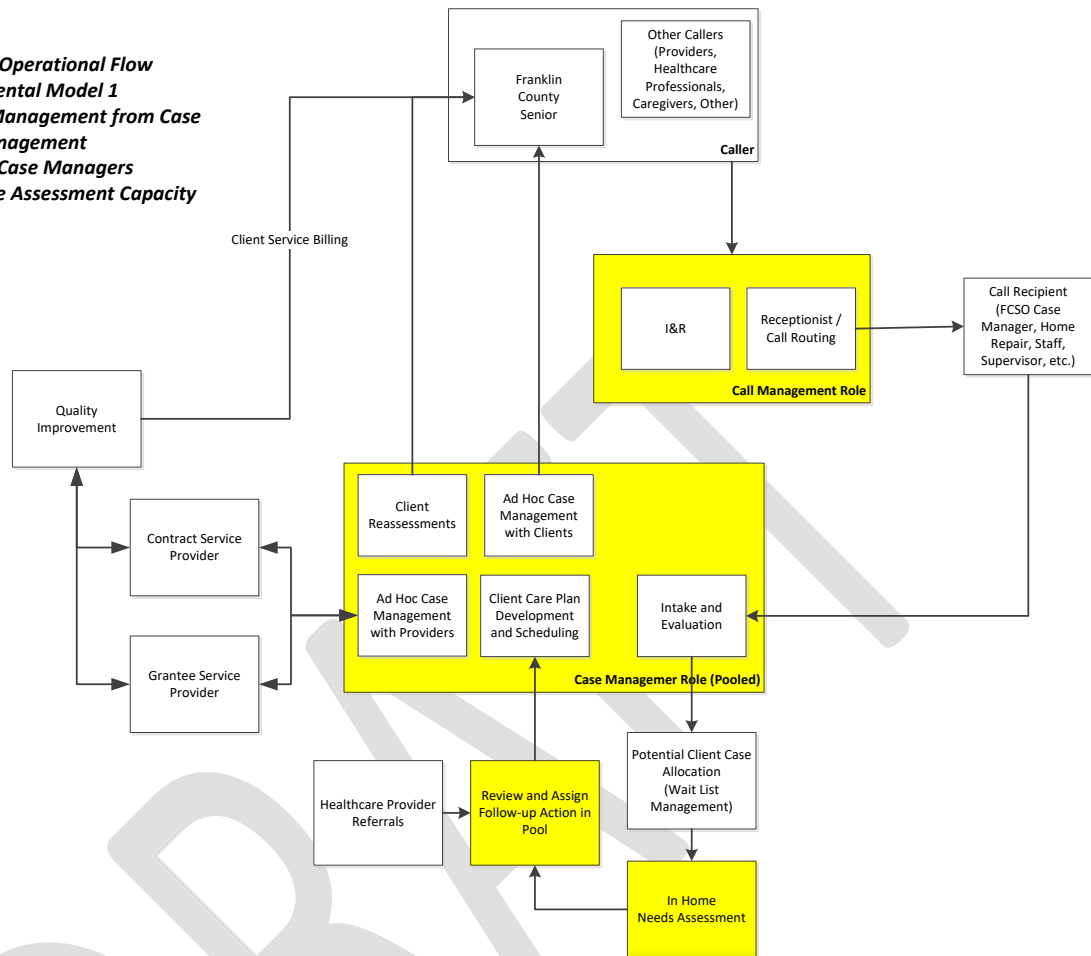 Operational Flow
ental Model 1
Management from Case
nagement
Case Managers
e Assessment Capacity
Other Callers
(Providers,
Healthcare
Professionals,
Caregivers, Other)
Franklin
County
Senior
Caller
Client Service Billing
I&R
Receptionist /
Call Routing
Call Management Role
Call Recipient
(FCSO Case
Manager, Home
Repair, Staff,
Supervisor, etc.)
Quality
Improvement
Contract Service
Provider
Grantee Service
Provider
Client
Reassessments
Ad Hoc Case
Management
with Clients
Ad Hoc Case
Management
with Providers
Client Care Plan
Development
and Scheduling
Intake and
Evaluation
Case Managemer Role (Pooled)
Healthcare Provider
Referrals
Review and Assign
Follow-up Action in
Pool
Potential Client Case
Allocation
(Wait List
Management)
In Home
Needs Assessment
DRAFT